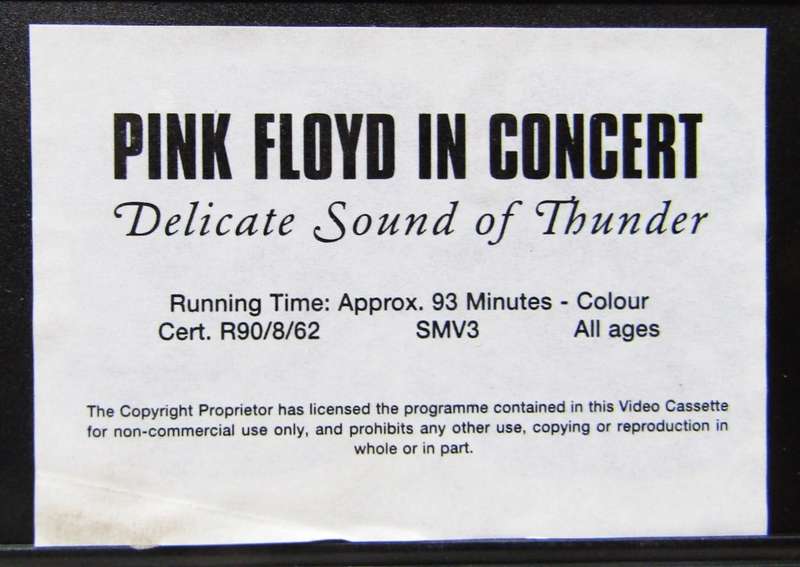 PINK FLOYD IN CONCERT
Delicate Sound of Thunder
Running Time: Approx. 93 Minutes - Colour
Cert. R90/8/62 SMV3 All ages
The Copyright Proprietor has licensed the programme contained in this Video Cassette
for non-commercial use only, and prohibits any other use, copying or reproduction in
whole or in part.